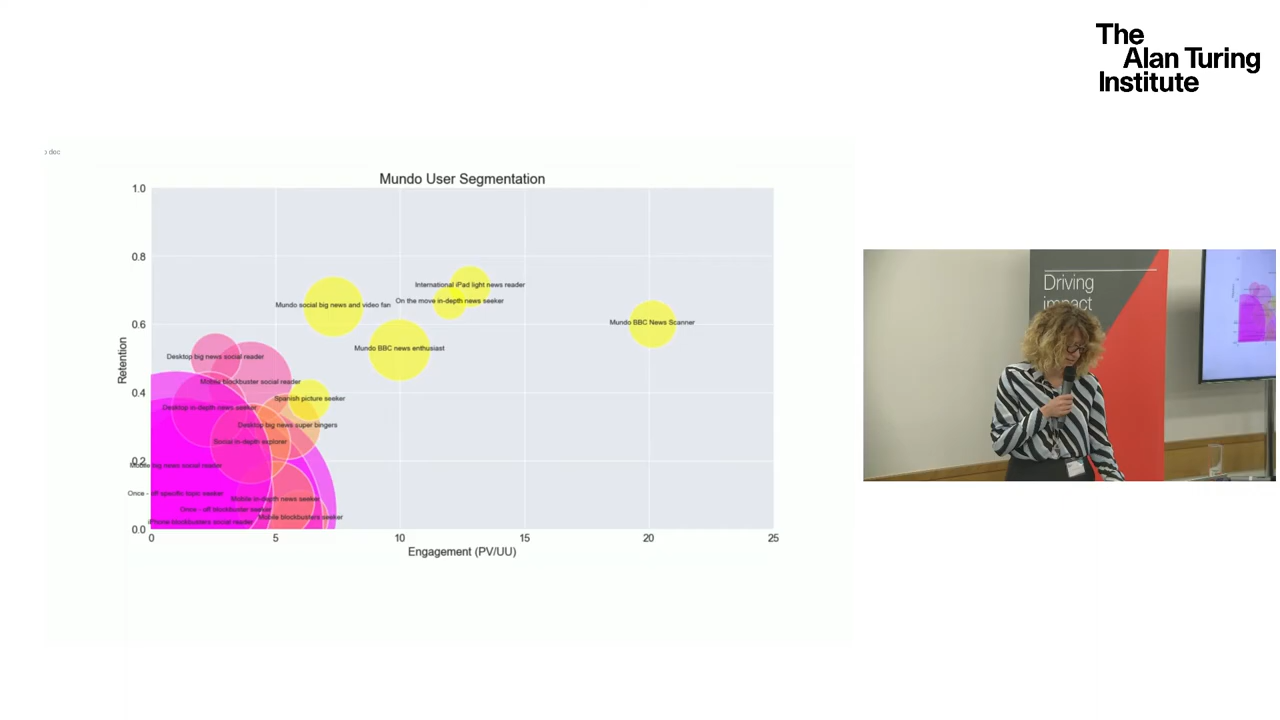 The
Alan Turing
Institute
doc
Mundo User Segmentation
1.0
0.8
0.6
0.4
0.2
0.0
Retention
0
5
10
15
20
25
Engagement (PV/UU)
International iPad light news reader
On the move in-depth news seeker
Mundo social big news and video fan
Mundo BBC News Scanner
Mundo BBC news enthusiast
Desktop big news social reader
Mobile blockbuster social reader
Spanish picture seeker
Desktop in-depth news seeker
Desktop big news super bingers
Social in-depth explorer
Mobile big news social reader
Once - off specific topic seeker
Mobile in-depth news seeker
Once - off blockbuster seeker
Mobile blockbusters seeker
iPhone blockbusters social reader
Driving
impact